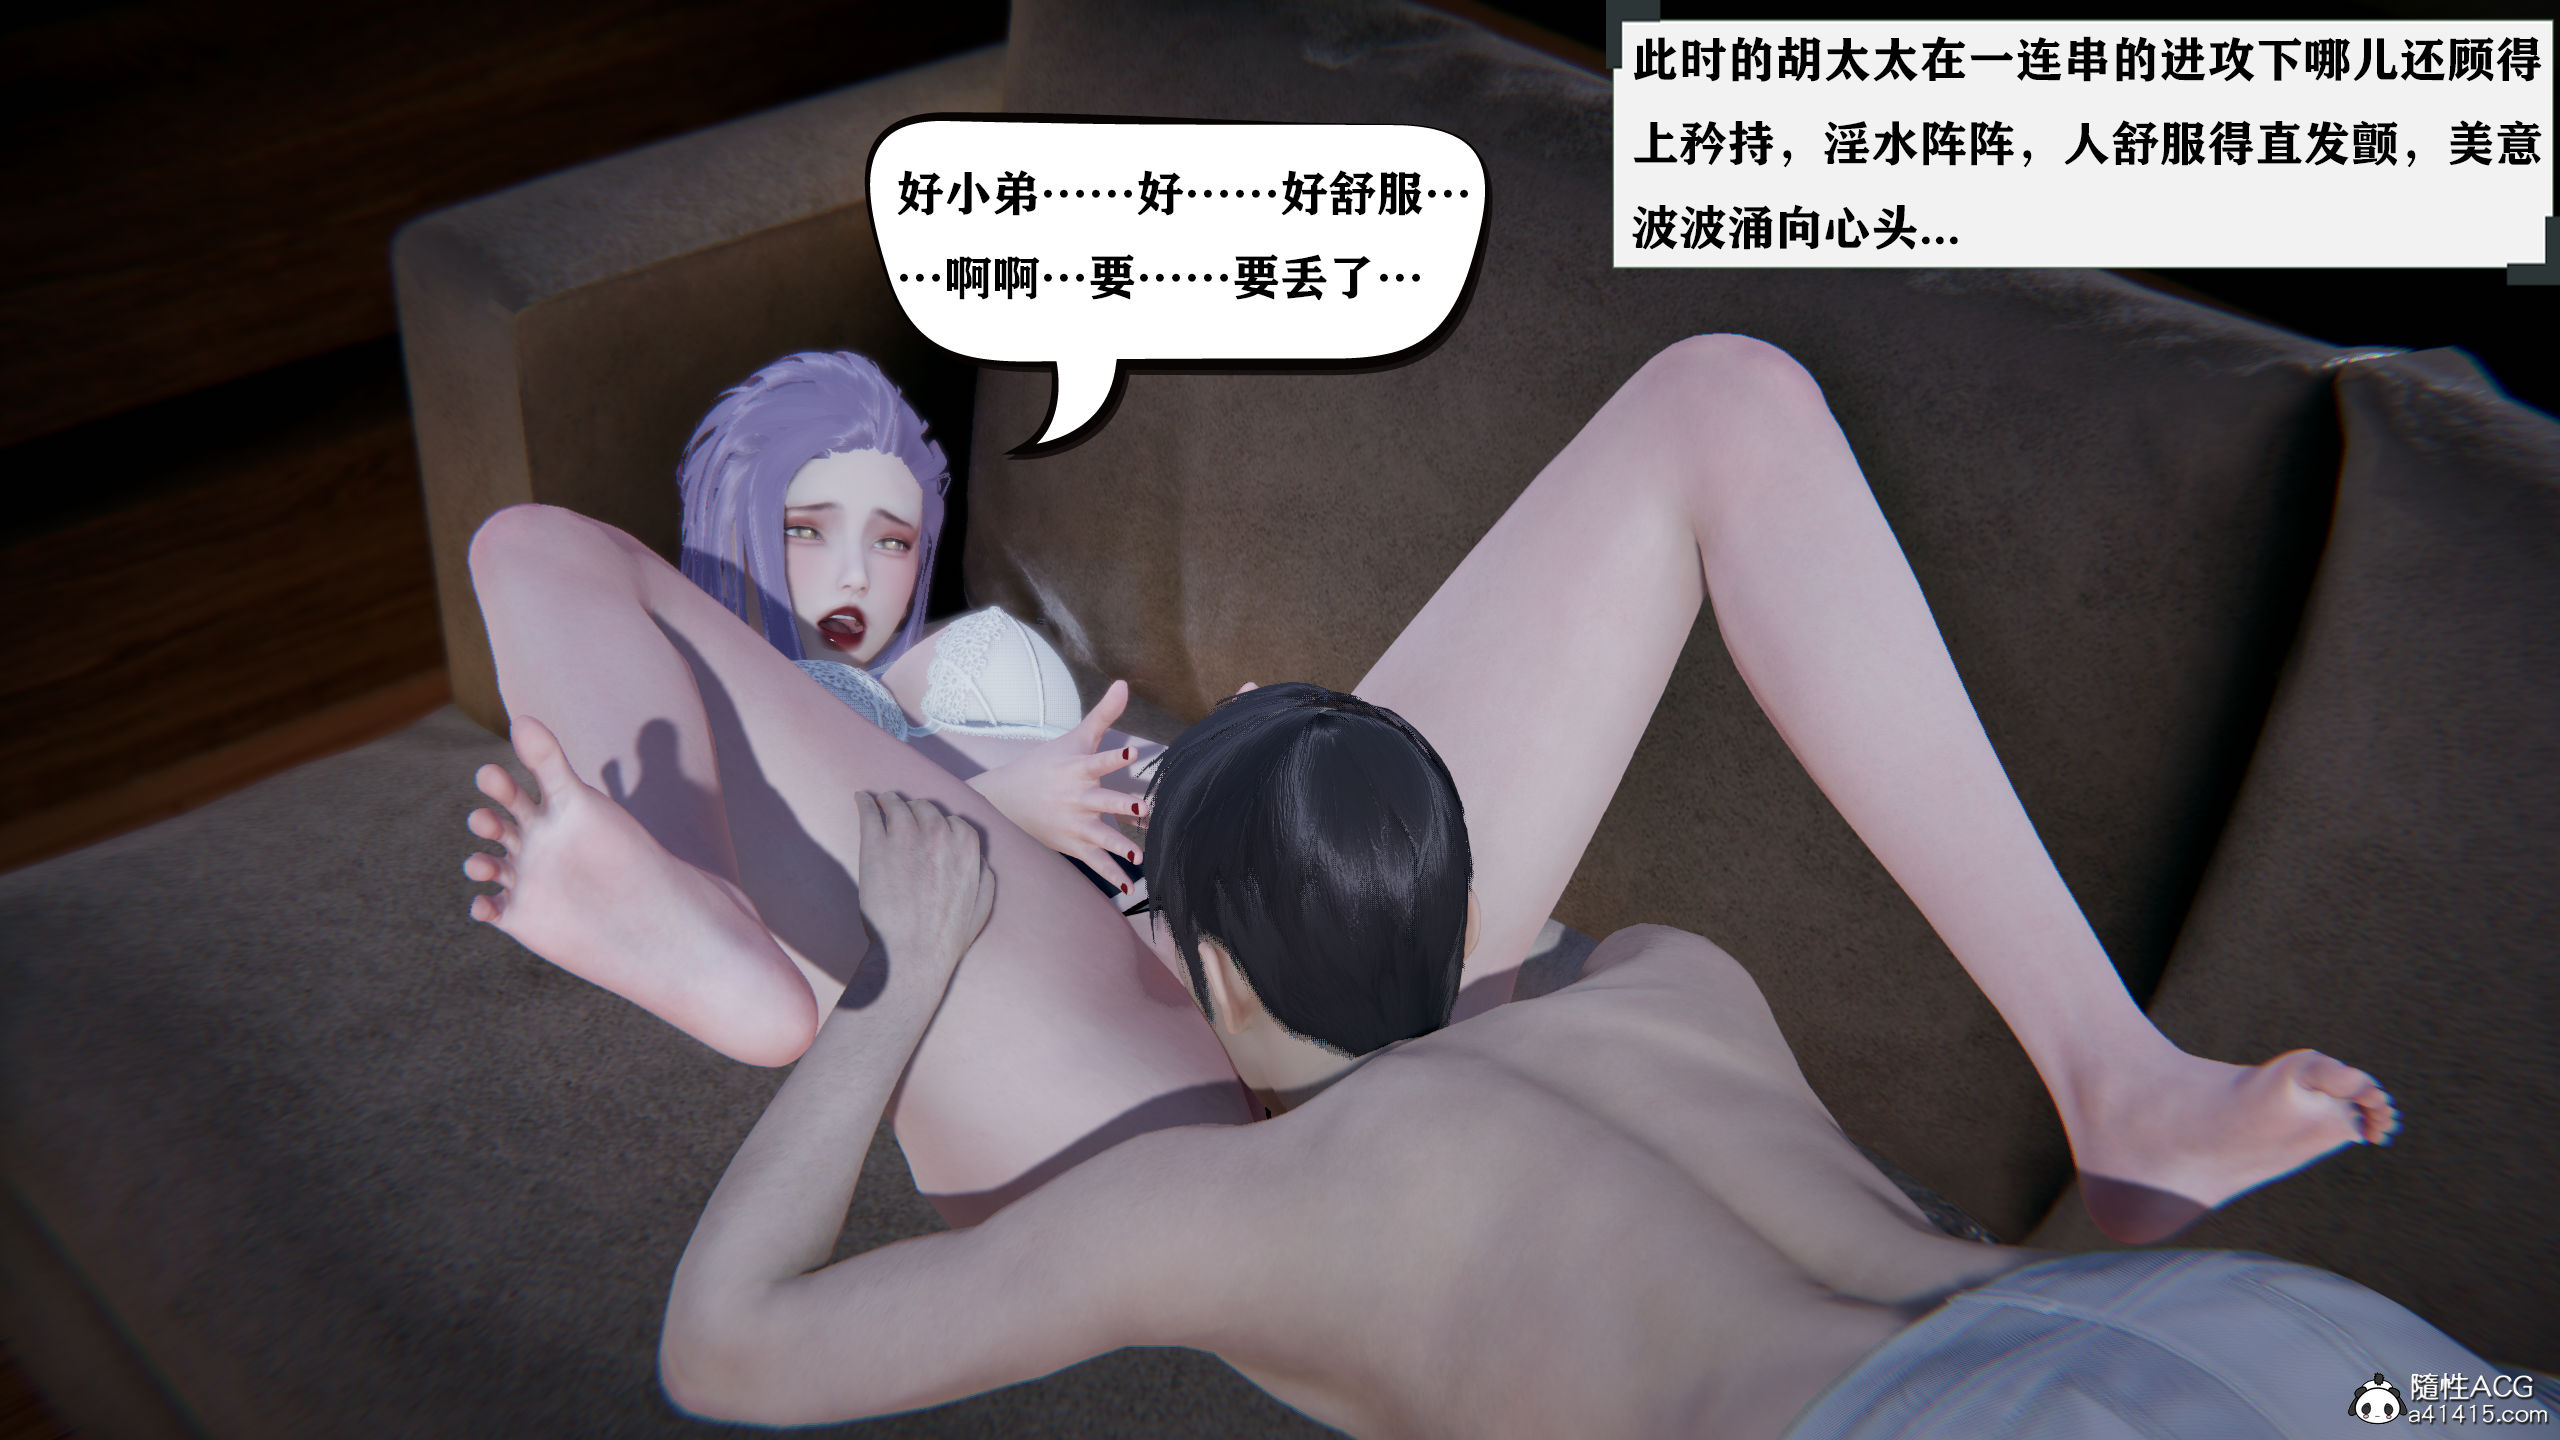 此时的胡太太在一连串的进攻下哪儿还顾得
上矜持，淫水阵阵，人舒服得直发颤，美意
波波涌向心头...
好小弟……好……好舒服…
…啊啊…要……要丢了…
隨性ACG
a41415.com